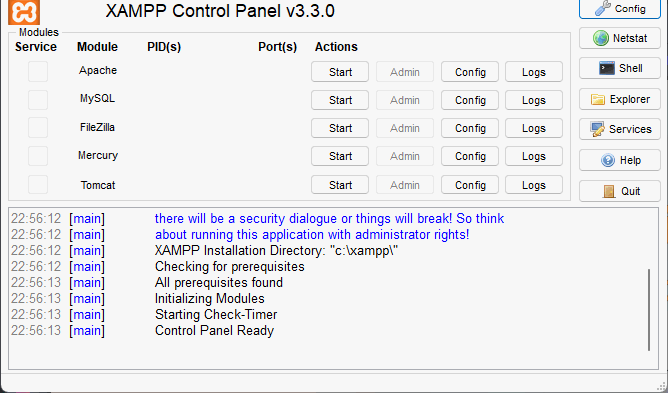 XAMPP Control Panel v3.3.0
Config
Modules
Service Module PID(s) Port(s) Actions
Netstat
Apache Start Admin Config Logs
Shell
MySQL Start Admin Config Logs
Explorer
FileZilla Start Admin Config Logs
Services
Mercury Start Admin Config Logs
Help
Tomcat Start Admin Config Logs
Quit
22:56:12 [main] there will be a security dialogue or things will break! So think
22:56:12 [main] about running this application with administrator rights!
22:56:12 [main] XAMPP Installation Directory: "c:\xampp\"
22:56:12 [main] Checking for prerequisites
22:56:13 [main] All prerequisites found
22:56:13 [main] Initializing Modules
22:56:13 [main] Starting Check-Timer
22:56:13 [main] Control Panel Ready